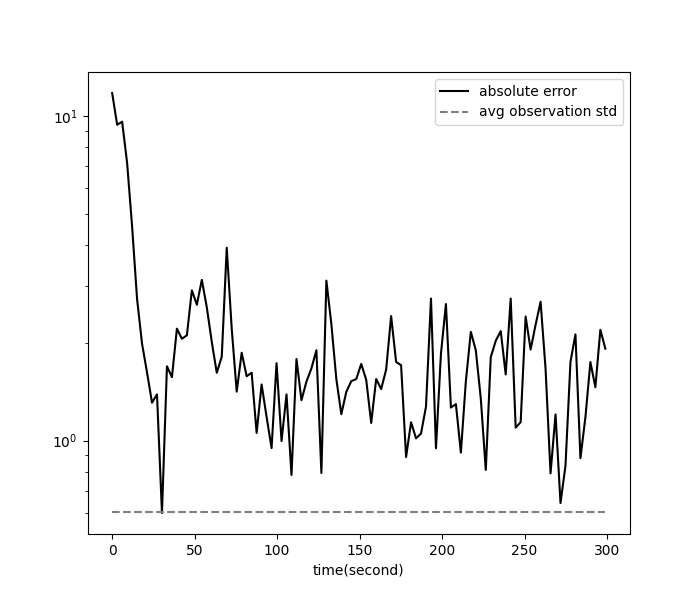 absolute error
avg observation std
10¹
10⁰
0 50 100 150 200 250 300
time(second)